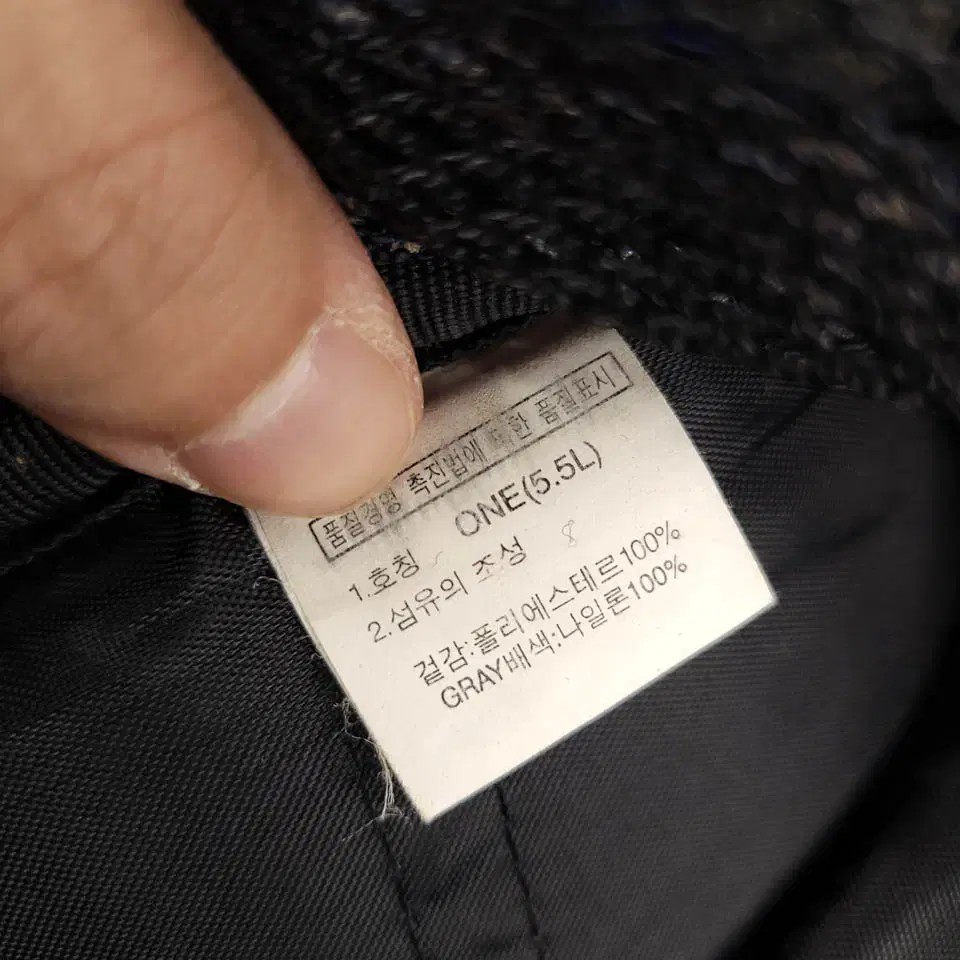 품질경영 촉진법에 의한 품질표시
1.호칭 ONE(5.5L)
2.섬유의 조성 8
겉감:폴리에스테르100%
GRAY배색:나일론100%